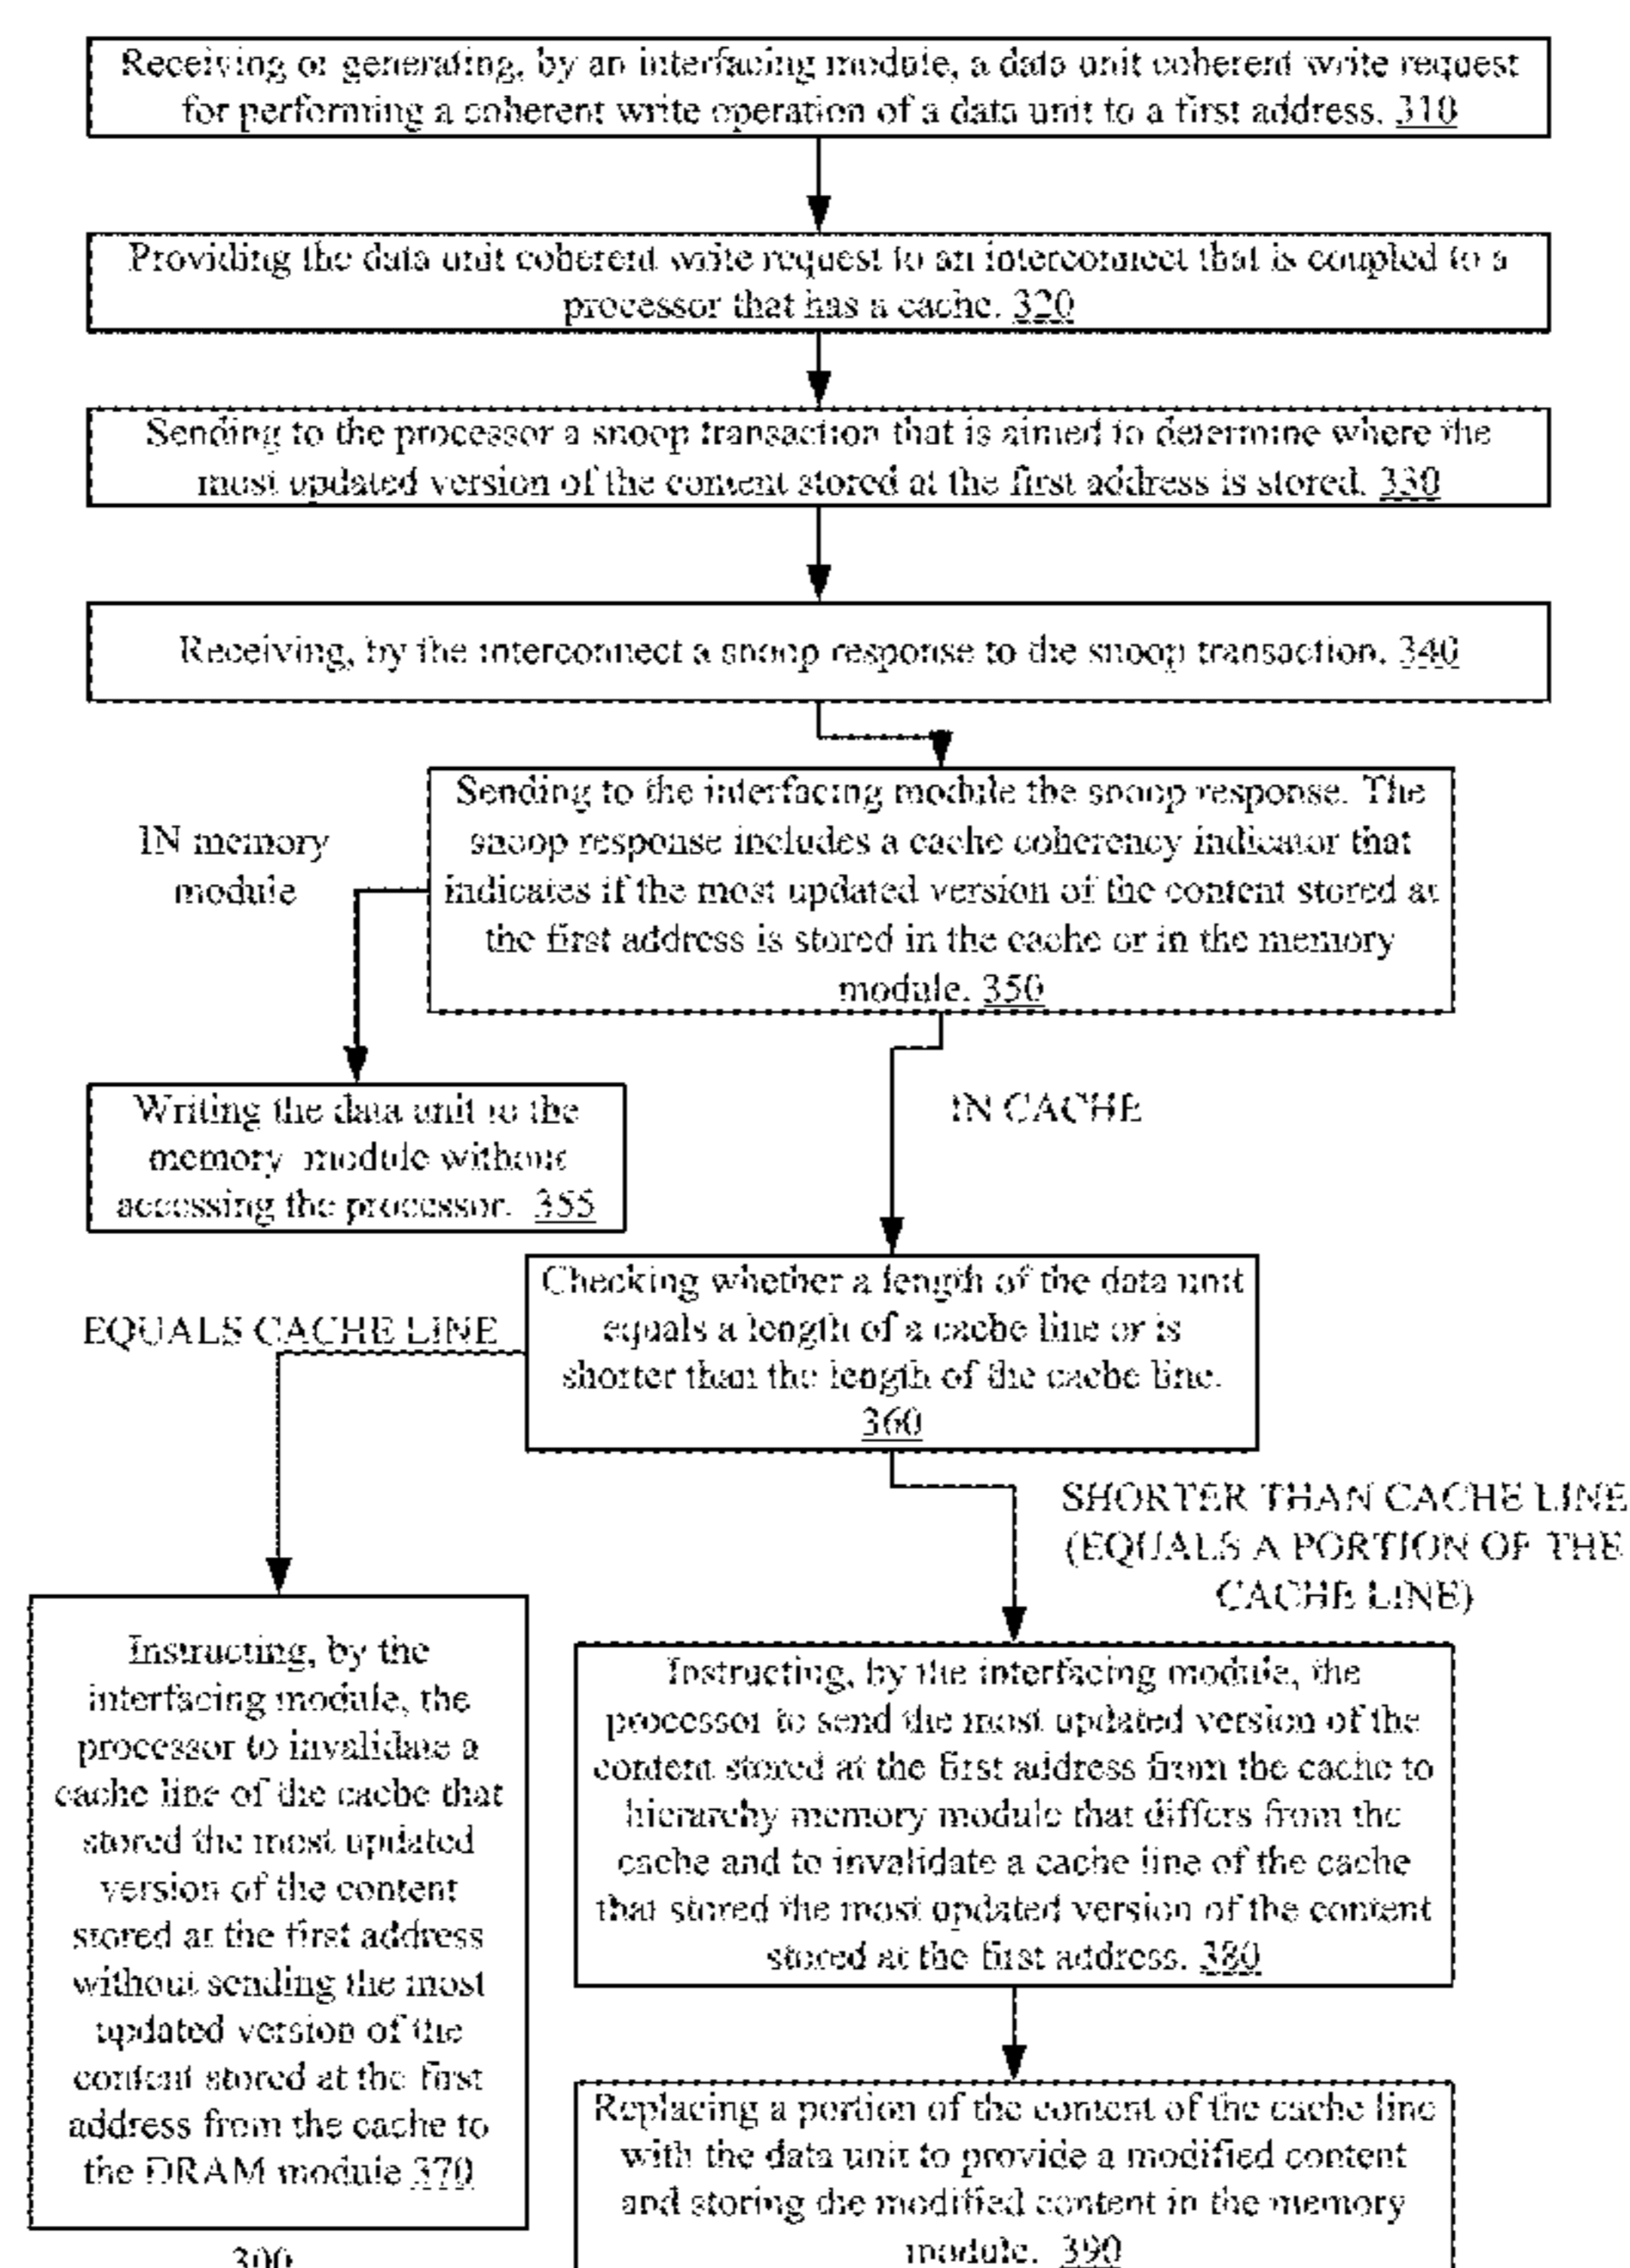 Receiving or generating, by an interfacing module, a data unit coherent write request
for performing a coherent write operation of a data unit to a first address. 310
Providing the data unit coherent write request to an interconnect that is coupled to a
processor that has a cache. 320
Sending to the processor a snoop transaction that is aimed to determine where the
most updated version of the content stored at the first address is stored. 330
Receiving, by the interconnect a snoop response to the snoop transaction. 340
Sending to the interfacing module the snoop response. The
snoop response includes a cache coherency indicator that
indicates if the most updated version of the content stored at
the first address is stored in the cache or in the memory
module. 350
IN memory
module
Writing the data unit to the
memory module without
accessing the processor. 355
IN CACHE
Checking whether a length of the data unit
equals a length of a cache line or is
shorter than the length of the cache line.
360
EQUALS CACHE LINE
SHORTER THAN CACHE LINE
(EQUALS A PORTION OF THE
CACHE LINE)
Instructing, by the
interfacing module, the
processor to invalidate a
cache line of the cache that
stored the most updated
version of the content
stored at the first address
without sending the most
updated version of the
content stored at the first
address from the cache to
the DRAM module 370
Instructing, by the interfacing module, the
processor to send the most updated version of the
content stored at the first address from the cache to
hierarchy memory module that differs from the
cache and to invalidate a cache line of the cache
that stored the most updated version of the content
stored at the first address. 380
Replacing a portion of the content of the cache line
with the data unit to provide a modified content
and storing the modified content in the memory
module. 390
300